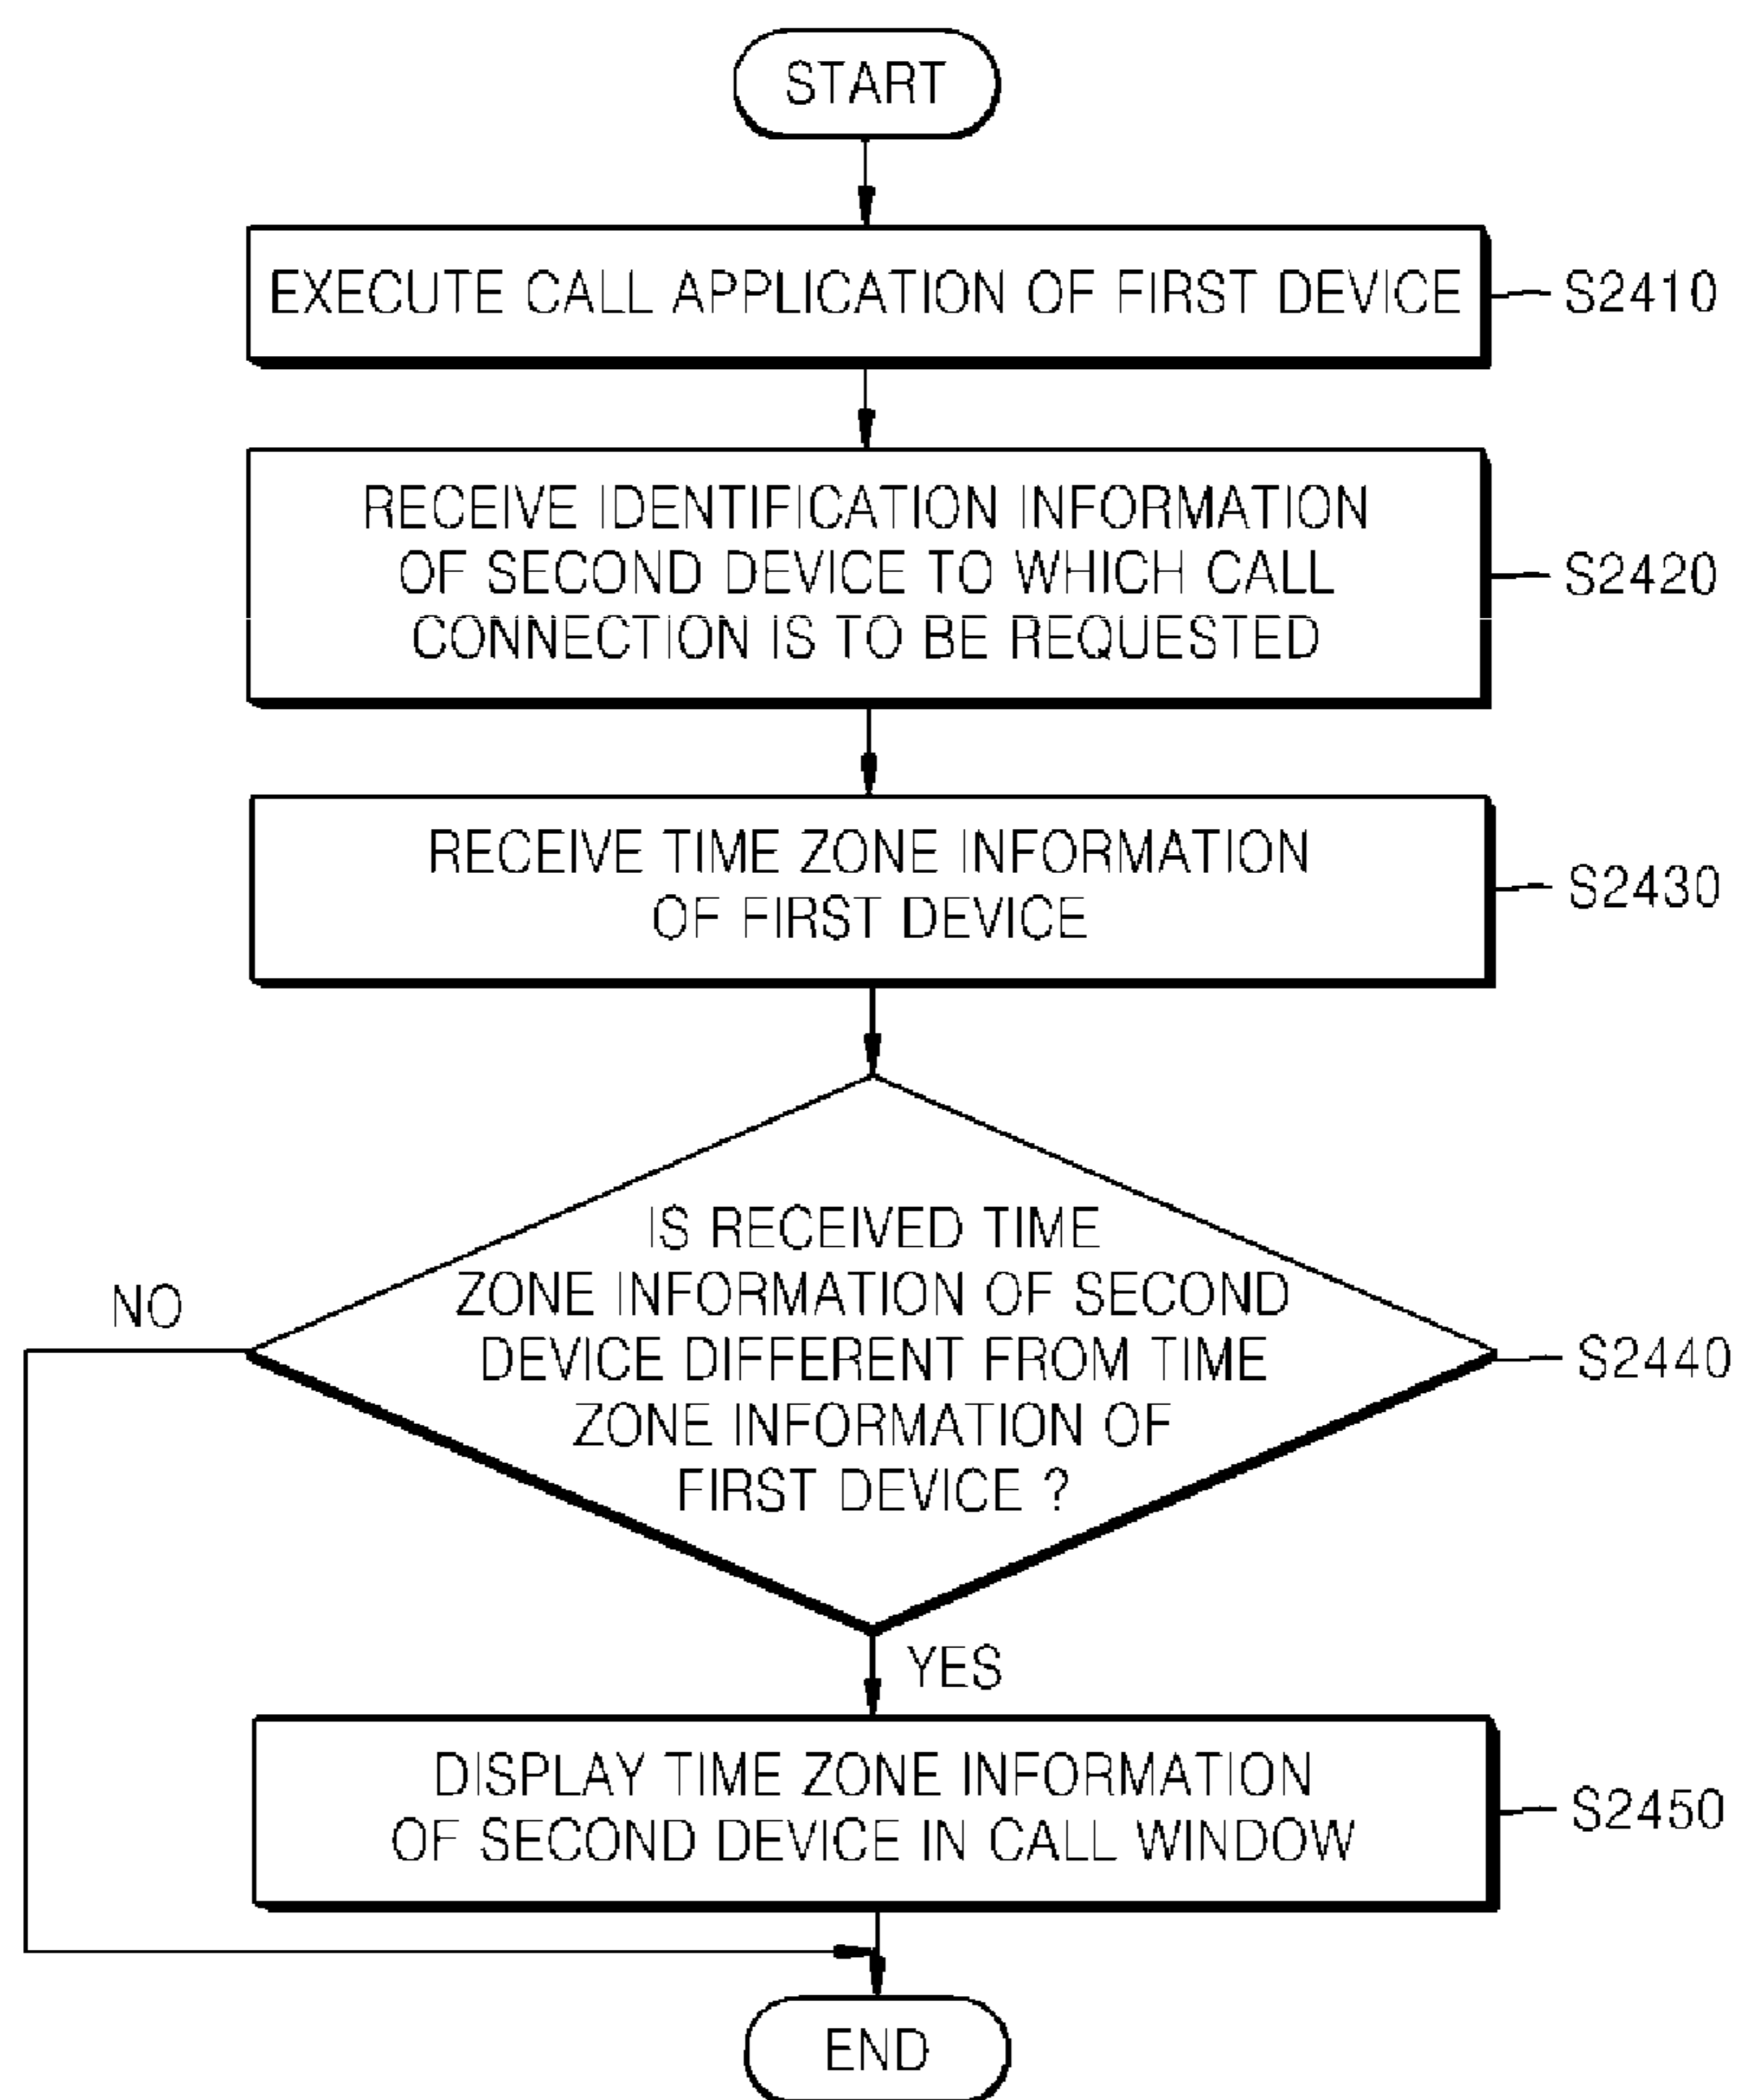 START
EXECUTE CALL APPLICATION OF FIRST DEVICE
S2410
RECEIVE IDENTIFICATION INFORMATION
OF SECOND DEVICE TO WHICH CALL
CONNECTION IS TO BE REQUESTED
S2420
RECEIVE TIME ZONE INFORMATION
OF FIRST DEVICE
S2430
IS RECEIVED TIME
ZONE INFORMATION OF SECOND
DEVICE DIFFERENT FROM TIME
ZONE INFORMATION OF
FIRST DEVICE ?
NO
S2440
YES
DISPLAY TIME ZONE INFORMATION
OF SECOND DEVICE IN CALL WINDOW
S2450
END